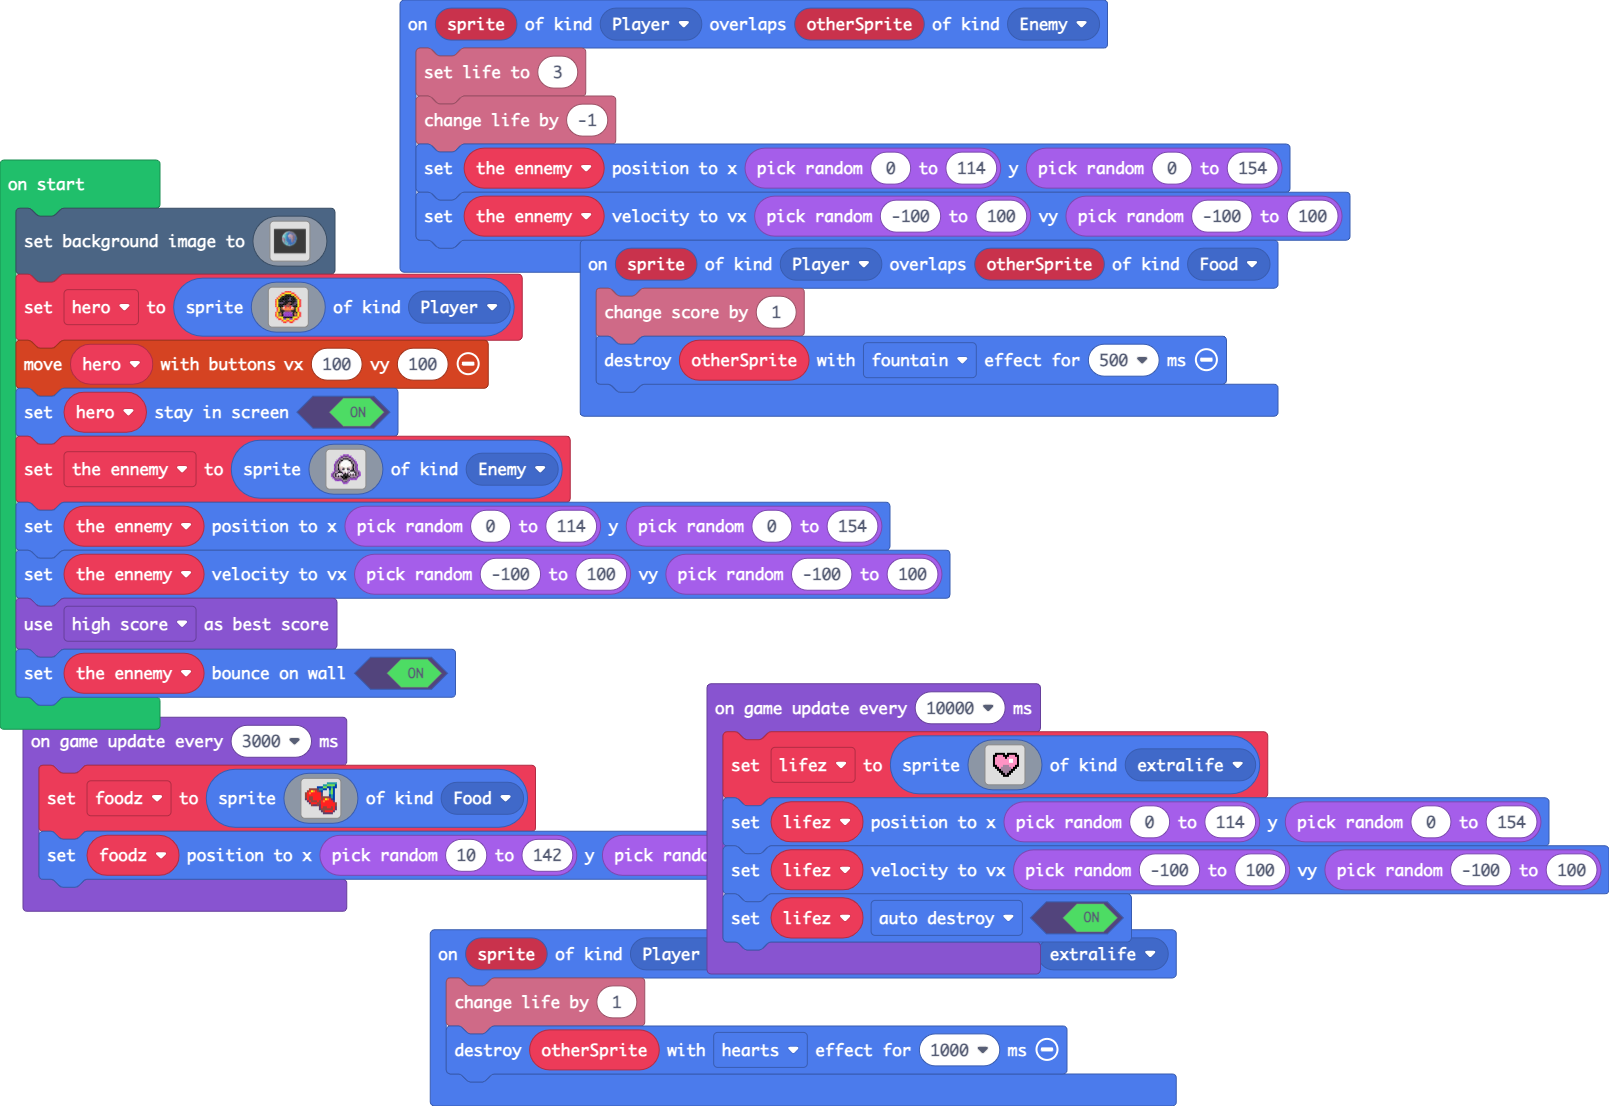 on sprite of kind Player overlaps otherSprite of kind Enemy
set life to 3
change life by -1
set the ennemy position to x pick random 0 to 114 y pick random 0 to 154
set the ennemy velocity to vx pick random -100 to 100 vy pick random -100 to 100
on sprite of kind Player overlaps otherSprite of kind Food
change score by 1
destroy otherSprite with fountain effect for 500 ms
on start
set background image to
set hero to sprite of kind Player
move hero with buttons vx 100 vy 100
set hero stay in screen ON
set the ennemy to sprite of kind Enemy
set the ennemy position to x pick random 0 to 114 y pick random 0 to 154
set the ennemy velocity to vx pick random -100 to 100 vy pick random -100 to 100
use high score as best score
set the ennemy bounce on wall ON
on game update every 3000 ms
set foodz to sprite of kind Food
set foodz position to x pick random 10 to 142 y pick
on game update every 10000 ms
set lifez to sprite of kind extralife
set lifez position to x pick random 0 to 114 y pick random 0 to 154
set lifez velocity to vx pick random -100 to 100 vy pick random -100 to 100
set lifez auto destroy ON
on sprite of kind Player extralife
change life by 1
destroy otherSprite with hearts effect for 1000 ms